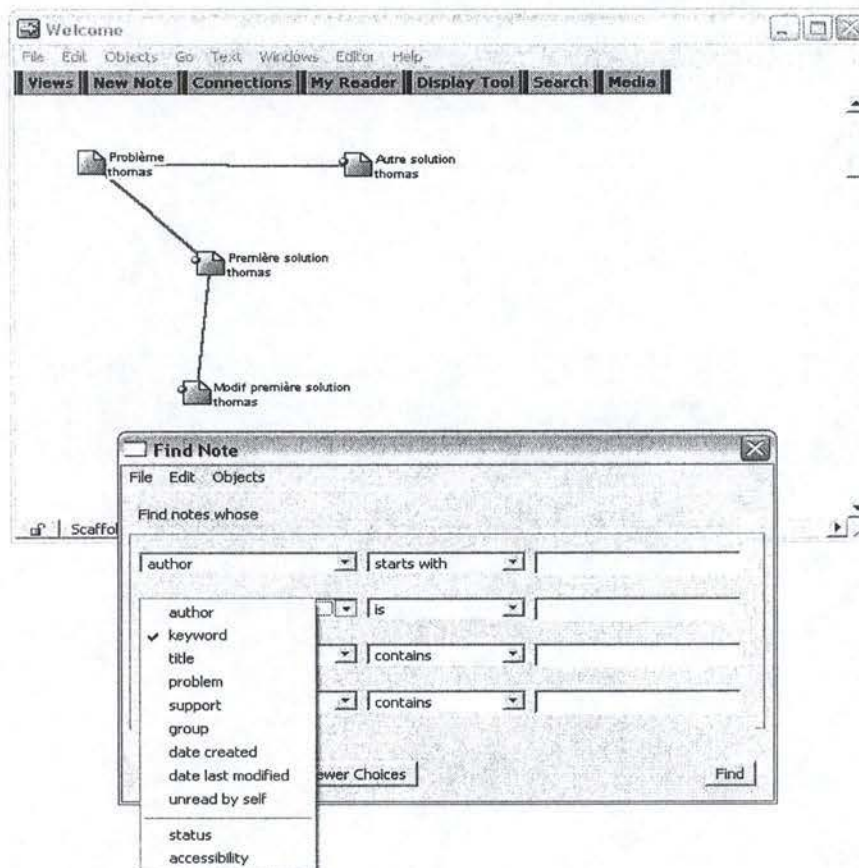 Welcome
File Edit Objects Go Text Windows Editor Help
Views New Note Connections My Reader Display Tool Search Media
Problème
thomas
Autre solution
thomas
Première solution
thomas
Modif première solution
thomas
Find Note
File Edit Objects
Find notes whose
Scaffol
author starts with
is
contains
contains
author
keyword
title
problem
support
group
date created
date last modified
unread by self
status
accessibility
ewer Choices
Find